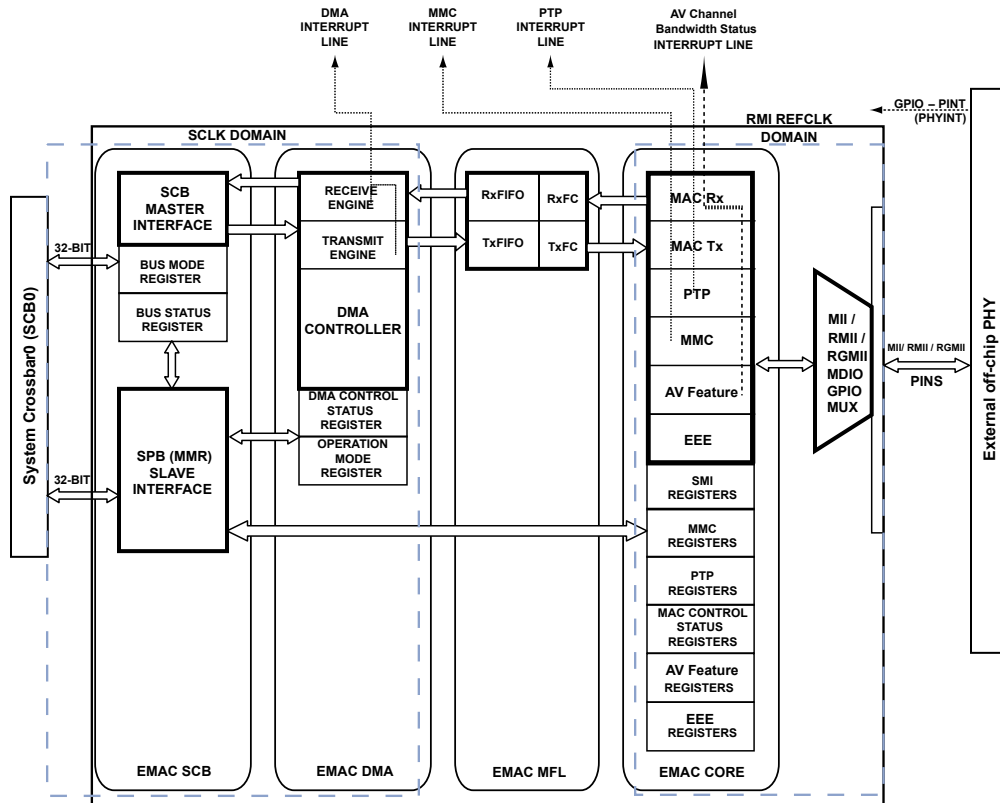 DMA
INTERRUPT
LINE
MMC
INTERRUPT
LINE
PTP
INTERRUPT
LINE
AV Channel
Bandwidth Status
INTERRUPT LINE
GPIO – PINT
(PHYINT)
SCLK DOMAIN
RMI REFCLK
DOMAIN
System Crossbar0 (SCB0)
32-BIT
32-BIT
SCB
MASTER
INTERFACE
BUS MODE
REGISTER
BUS STATUS
REGISTER
SPB (MMR)
SLAVE
INTERFACE
EMAC SCB
RECEIVE
ENGINE
TRANSMIT
ENGINE
DMA
CONTROLLER
DMA CONTROL
STATUS
REGISTER
OPERATION
MODE
REGISTER
EMAC DMA
RxFIFO
RxFC
TxFIFO
TxFC
EMAC MFL
MAC Rx
MAC Tx
PTP
MMC
AV Feature
EEE
SMI
REGISTERS
MMC
REGISTERS
PTP
REGISTERS
MAC CONTROL
STATUS
REGISTERS
AV Feature
REGISTERS
EEE
REGISTERS
EMAC CORE
MII /
RMII /
RGMII
MDIO
GPIO
MUX
MII/ RMII / RGMII
PINS
External off-chip PHY